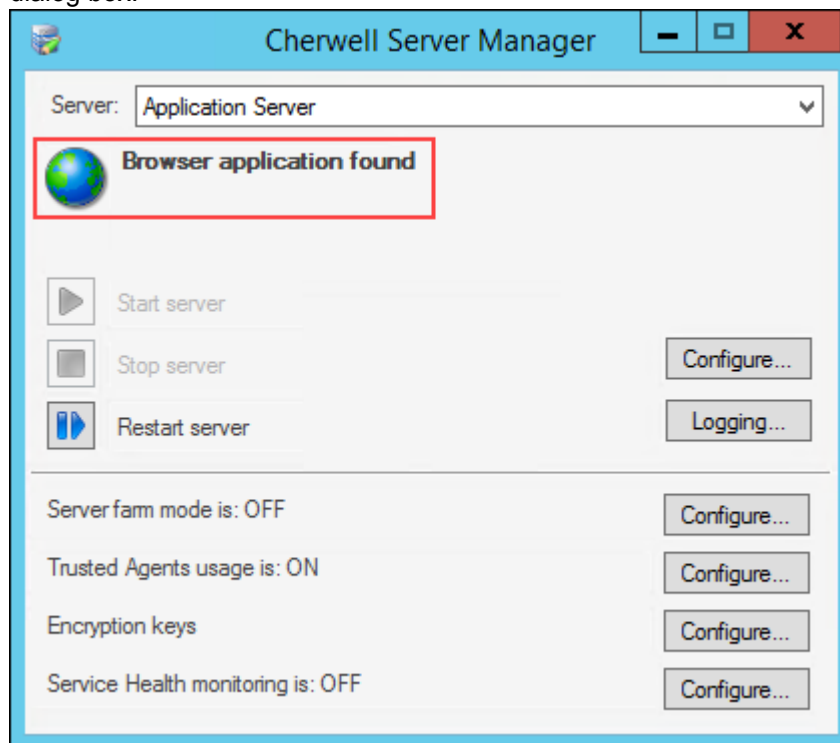 dialog box.
Cherwell Server Manager
Server: Application Server
Browser application found
Start server
Stop server
Configure...
Restart server
Logging...
Server farm mode is: OFF
Configure...
Trusted Agents usage is: ON
Configure...
Encryption keys
Configure...
Service Health monitoring is: OFF
Configure...